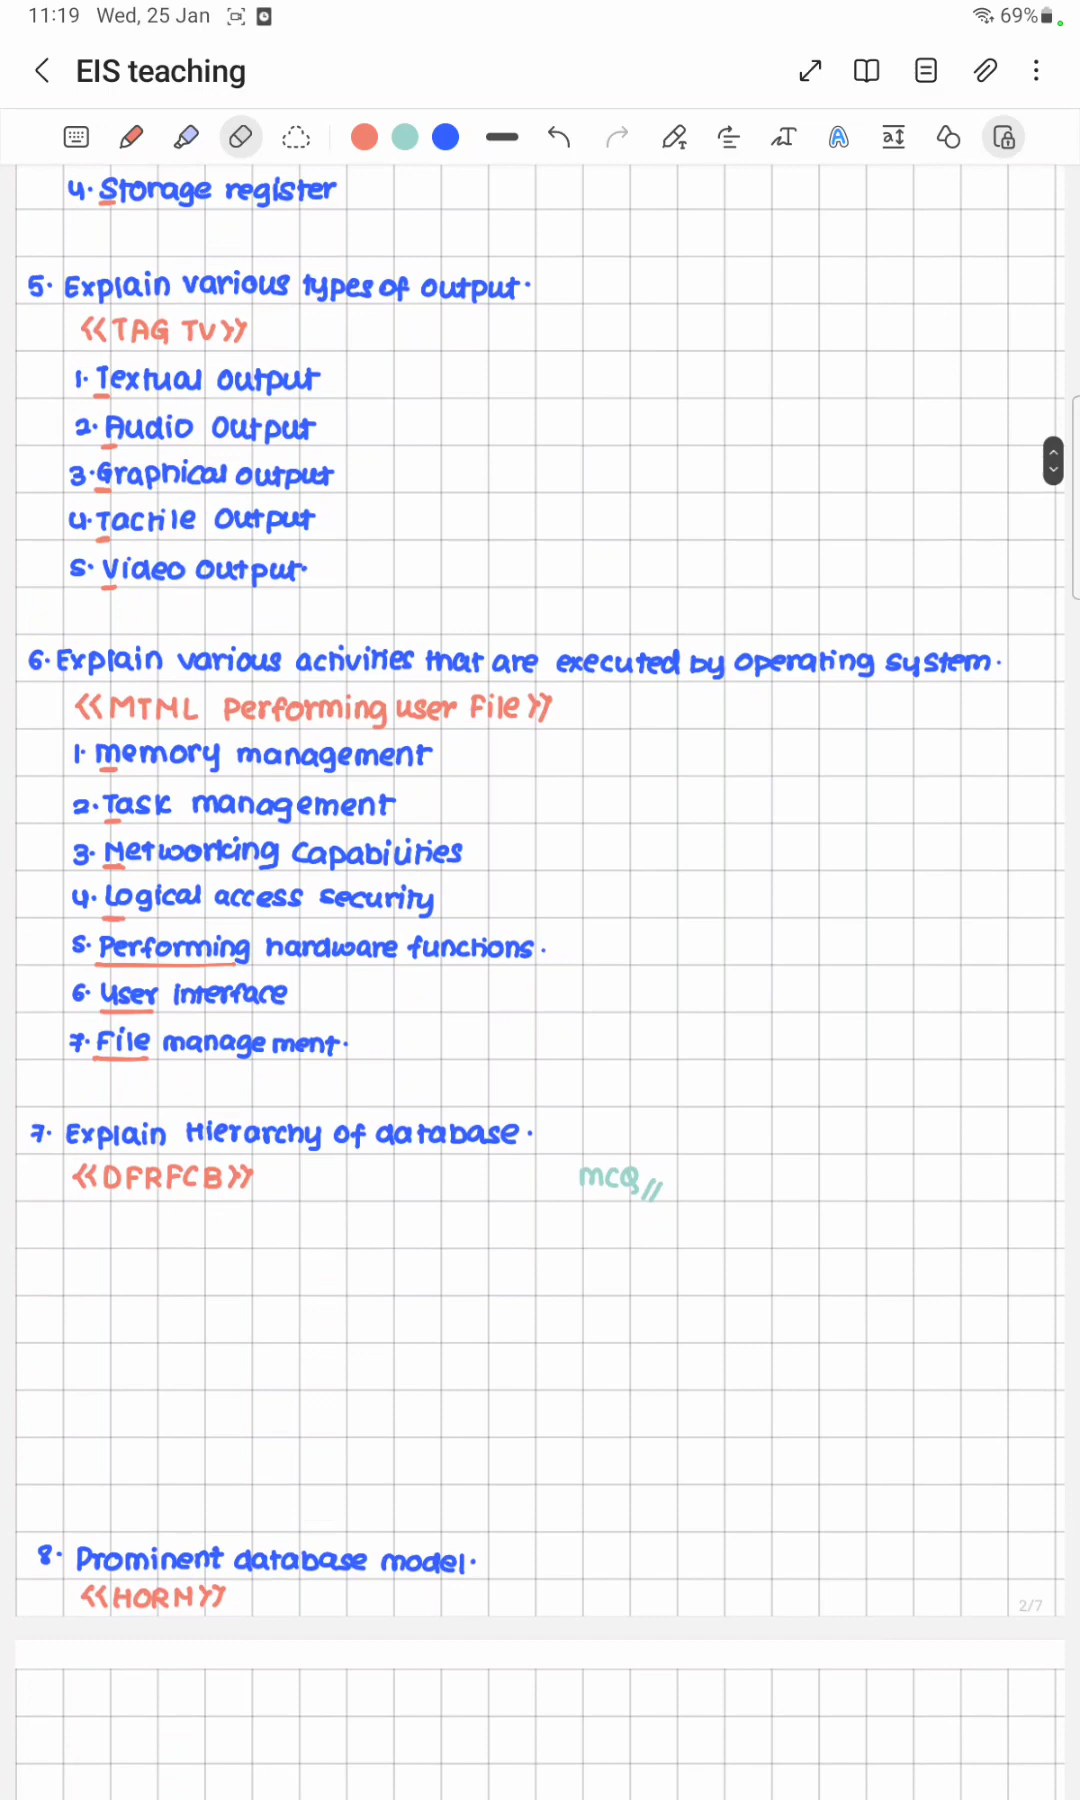 11:19 Wed, 25 Jan 69%
EIS teaching
4. Storage register
5. Explain various types of output.
<<TAG TV>>
1. Textual output
2. Audio output
3. Graphical output
4. Tactile output
5. Video output.
6. Explain various activities that are executed by operating system.
<<MTNL Performing user File>>
1. memory management
2. Task management
3. Networking capabilities
4. Logical access security
5. Performing hardware functions.
6. User interface
7. File management.
7. Explain Hierarchy of database.
<<DFRFCB>> MCQ//
8. Prominent database model.
<<HORN>>
2/7